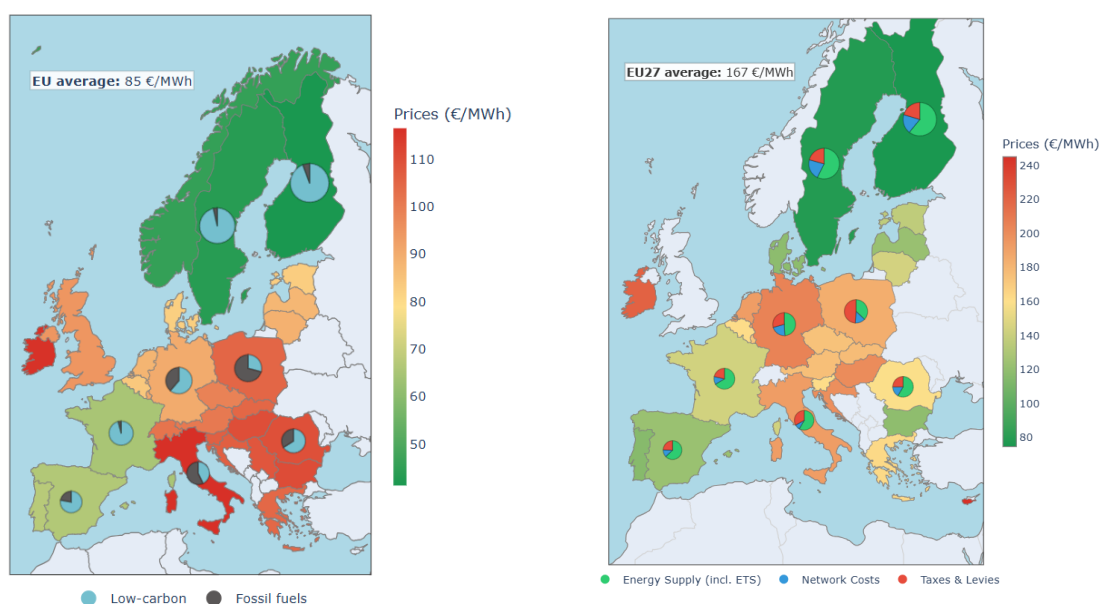 EU average: 85 €/MWh
Prices (€/MWh)
110
100
90
80
70
60
50
Low-carbon Fossil fuels
EU27 average: 167 €/MWh
Prices (€/MWh)
240
220
200
180
160
140
120
100
80
Energy Supply (incl. ETS) Network Costs Taxes & Levies